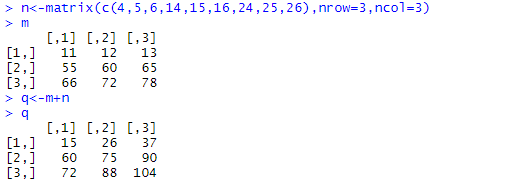 > n<-matrix(c(4,5,6,14,15,16,24,25,26),nrow=3,ncol=3)
> m
     [,1] [,2] [,3]
[1,]   11   12   13
[2,]   55   60   65
[3,]   66   72   78
> q<-m+n
> q
     [,1] [,2] [,3]
[1,]   15   26   37
[2,]   60   75   90
[3,]   72   88  104